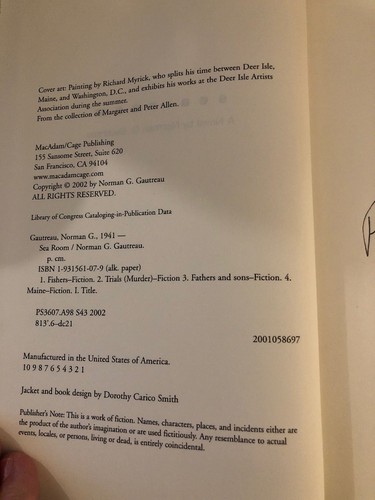 Cover art: Painting by Richard Myrick, who splits his time between Deer Isle,
Maine, and Washington, D.C., and exhibits his works at the Deer Isle Artists
Association during the summer.
From the collection of Margaret and Peter Allen.
MacAdam/Cage Publishing
155 Sansome Street, Suite 620
San Francisco, CA 94104
www.macadamcage.com
Copyright © 2002 by Norman G. Gautreau
ALL RIGHTS RESERVED.
Library of Congress Cataloging-in-Publication Data
Gautreau, Norman G., 1941 —
Sea Room / Norman G. Gautreau.
p. cm.
ISBN 1-931561-07-9 (alk. paper)
1. Fishers–Fiction. 2. Trials (Murder)–Fiction 3. Fathers and sons–Fiction. 4.
Maine–Fiction. I. Title.
PS3607.A98 S43 2002
813'.6–dc21
2001058697
Manufactured in the United States of America.
10 9 8 7 6 5 4 3 2 1
Jacket and book design by Dorothy Carico Smith
Publisher's Note: This is a work of fiction. Names, characters, places, and incidents either are
the product of the author's imagination or are used fictitiously. Any resemblance to actual
events, locales, or persons, living or dead, is entirely coincidental.